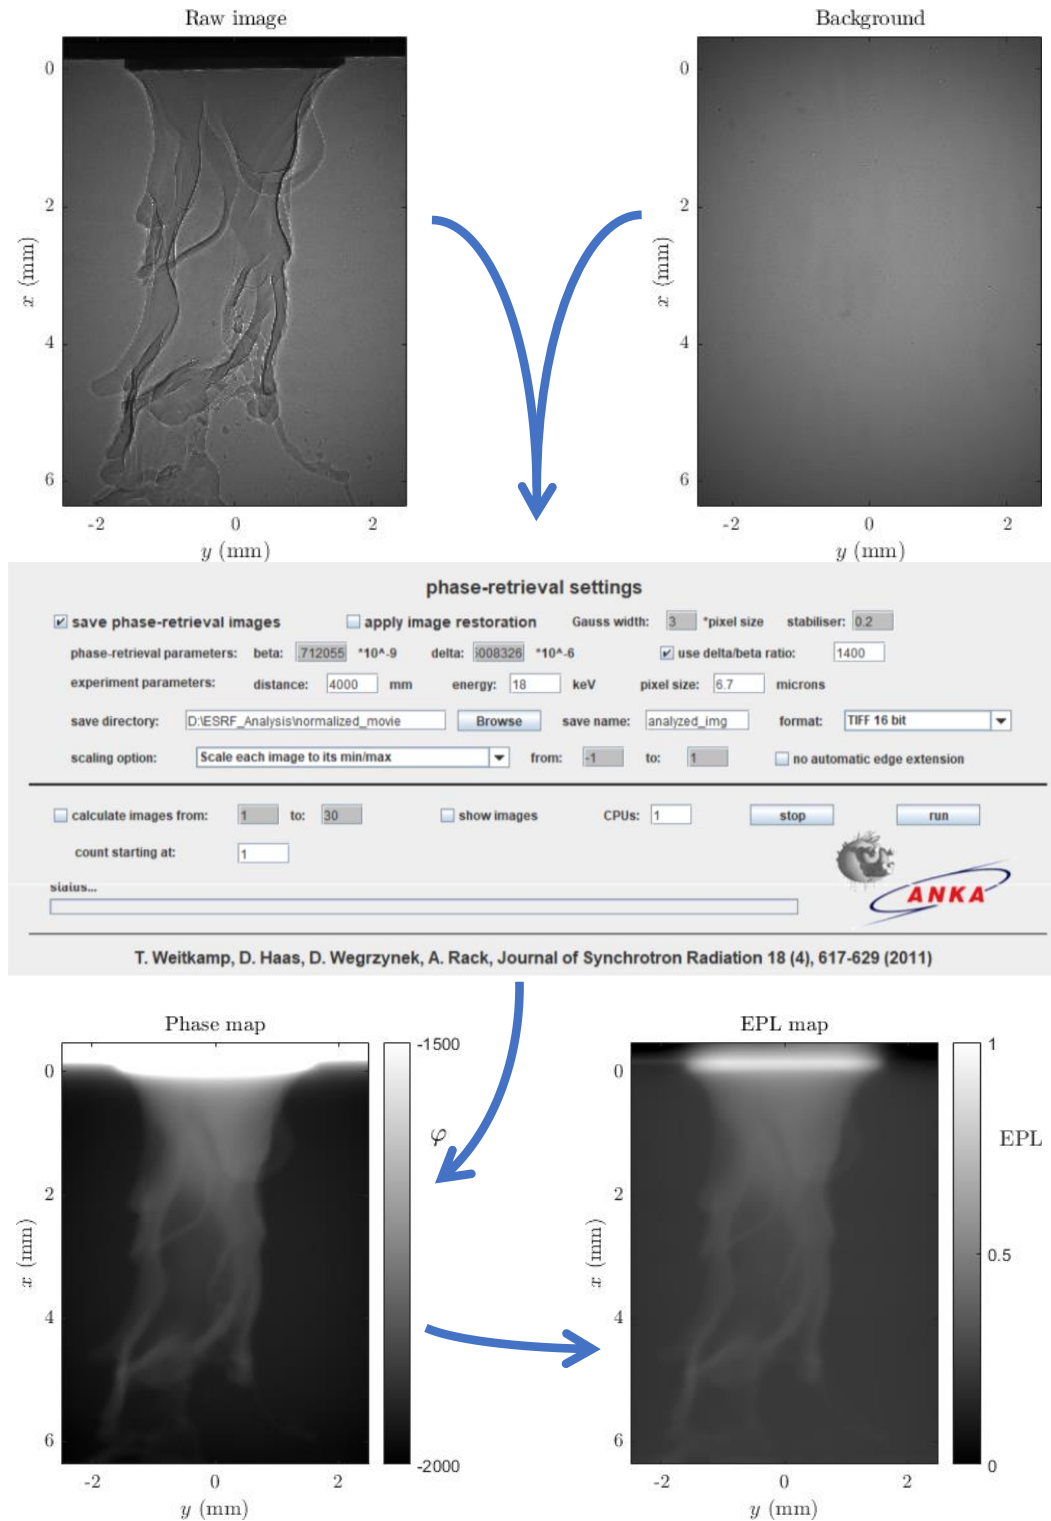 Raw image
Background
0
2
4
6
x (mm)
-2 0 2
y (mm)
0
2
4
6
x (mm)
-2 0 2
y (mm)
phase-retrieval settings
save phase-retrieval images apply image restoration Gauss width: 3 *pixel size stabiliser: 0.2
phase-retrieval parameters: beta: .712055 *10^-9 delta: 008326 *10^-6 use delta/beta ratio: 1400
experiment parameters: distance: 4000 mm energy: 18 keV pixel size: 6.7 microns
save directory: D:\ESRF_Analysis\normalized_movie Browse save name: analyzed_img format: TIFF 16 bit
scaling option: Scale each image to its min/max from: -1 to: 1 no automatic edge extension
calculate images from: 1 to: 30 show images CPUs: 1 stop run
count starting at: 1
status...
ANKA
T. Weitkamp, D. Haas, D. Wegrzynek, A. Rack, Journal of Synchrotron Radiation 18 (4), 617-629 (2011)
Phase map
0
2
4
6
x (mm)
-2 0 2
y (mm)
-1500
φ
-2000
EPL map
0
2
4
6
x (mm)
-2 0 2
y (mm)
1
EPL
0.5
0